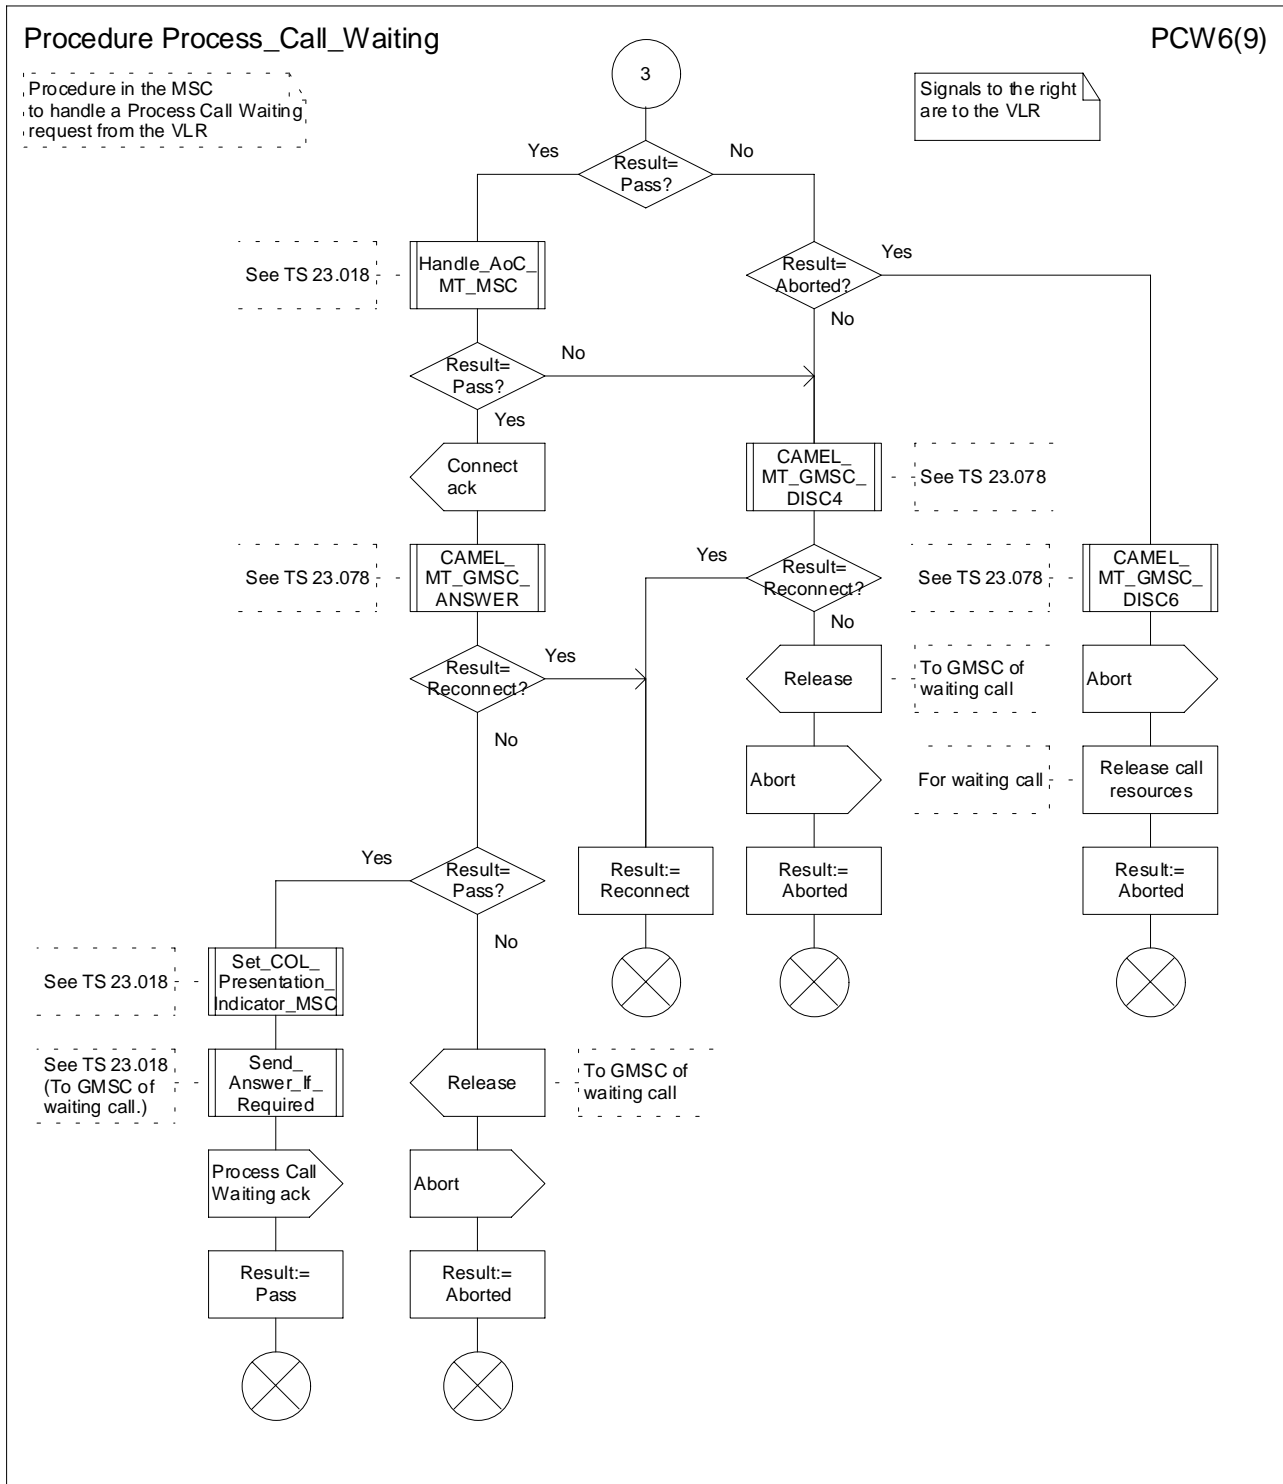 Procedure Process_Call_Waiting
PCW6(9)
Procedure in the MSC
to handle a Process Call Waiting
request from the VLR
3
Signals to the right
are to the VLR
Yes
Result=
Pass?
No
See TS 23.018
Handle_AoC_
MT_MSC
Result=
Aborted?
Yes
No
Result=
Pass?
No
Yes
Connect
ack
CAMEL_
MT_GMSC_
DISC4
See TS 23.078
See TS 23.078
CAMEL_
MT_GMSC_
ANSWER
Yes
Result=
Reconnect?
No
See TS 23.078
CAMEL_
MT_GMSC_
DISC6
Result=
Reconnect?
Yes
No
Release
To GMSC of
waiting call
Abort
Abort
For waiting call
Release call
resources
Yes
Result=
Pass?
No
Result:=
Reconnect
Result:=
Aborted
Result:=
Aborted
See TS 23.018
Set_COL_
Presentation_
Indicator_MSC
See TS 23.018
(To GMSC of
waiting call.)
Send_
Answer_If_
Required
Release
To GMSC of
waiting call
Process Call
Waiting ack
Abort
Result:=
Pass
Result:=
Aborted